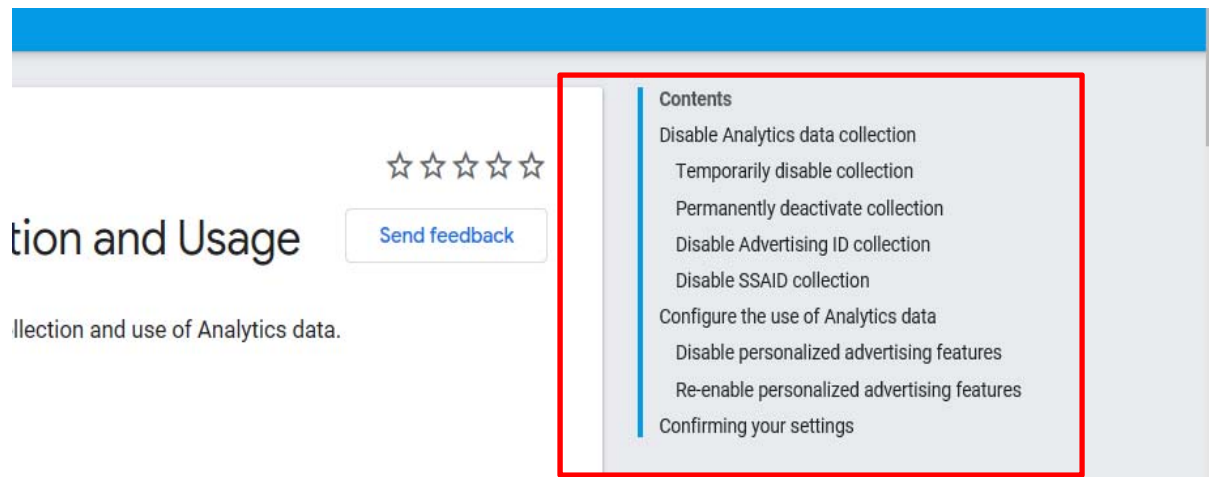 tion and Usage
Send feedback
llection and use of Analytics data.
Contents
Disable Analytics data collection
Temporarily disable collection
Permanently deactivate collection
Disable Advertising ID collection
Disable SSAID collection
Configure the use of Analytics data
Disable personalized advertising features
Re-enable personalized advertising features
Confirming your settings